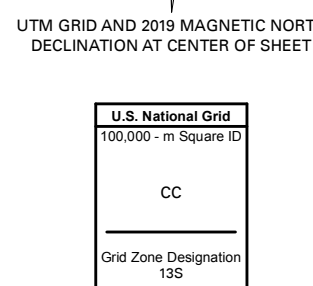 UTM GRID AND 2019 MAGNETIC NORT
DECLINATION AT CENTER OF SHEET
U.S. National Grid
100,000 - m Square ID
CC
Grid Zone Designation
13S